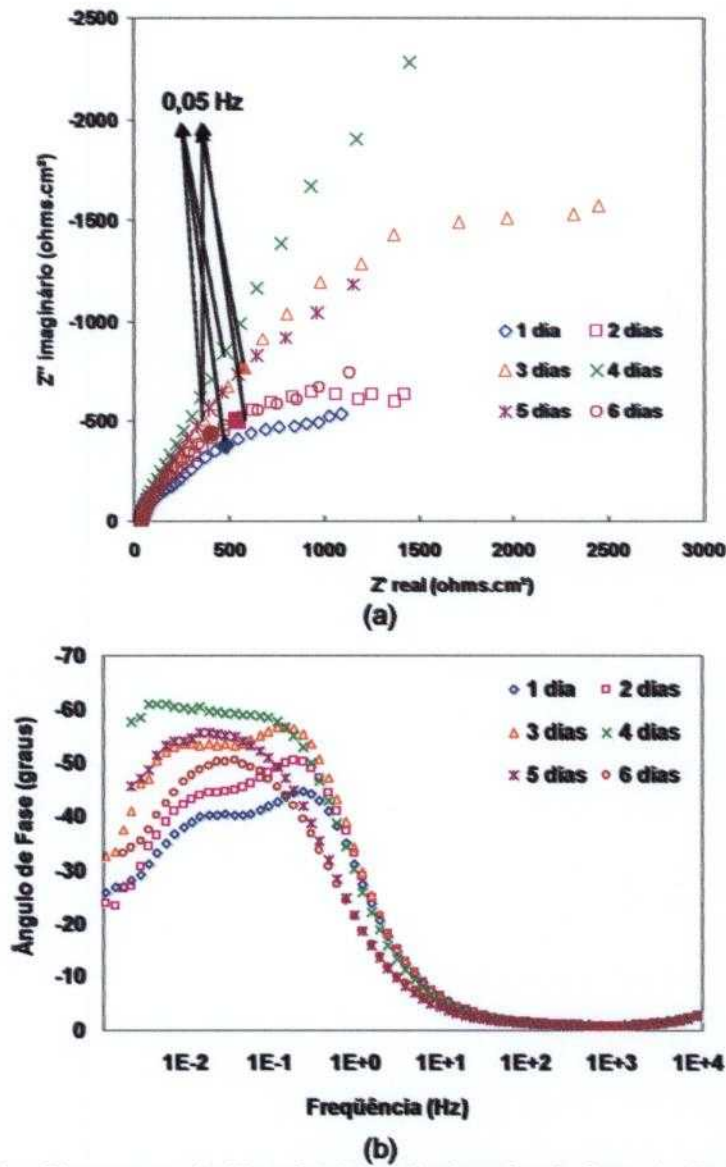 -2500
-2000
-1500
-1000
-500
0
0,05 Hz
Z'' imaginário (ohms.cm²)
1 dia
2 dias
3 dias
4 dias
5 dias
6 dias
0 500 1000 1500 2000 2500 3000
Z' real (ohms.cm²)
(a)
-70
-60
-50
-40
-30
-20
-10
0
Ângulo de Fase (graus)
1 dia
2 dias
3 dias
4 dias
5 dias
6 dias
1E-2 1E-1 1E+0 1E+1 1E+2 1E+3 1E+4
Freqüência (Hz)
(b)